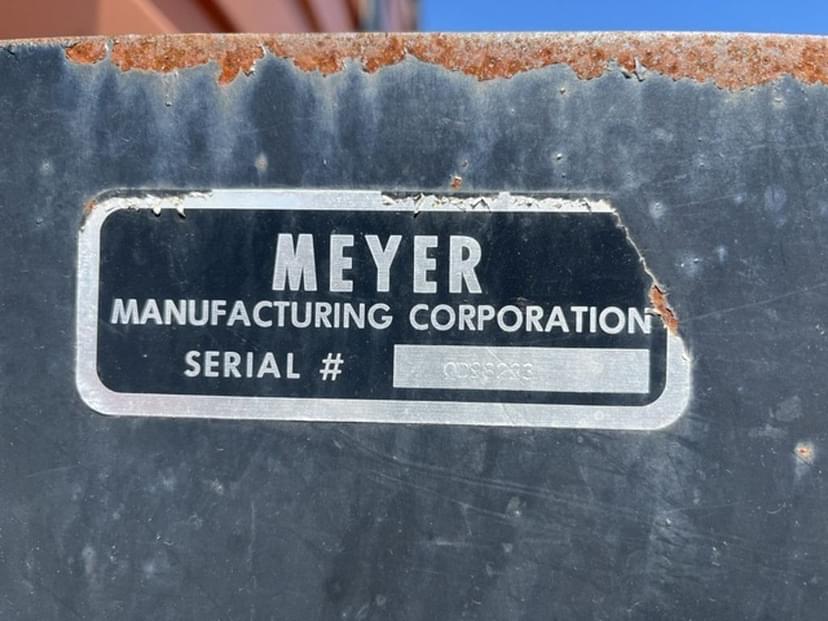 MEYER
MANUFACTURING CORPORATION
SERIAL #